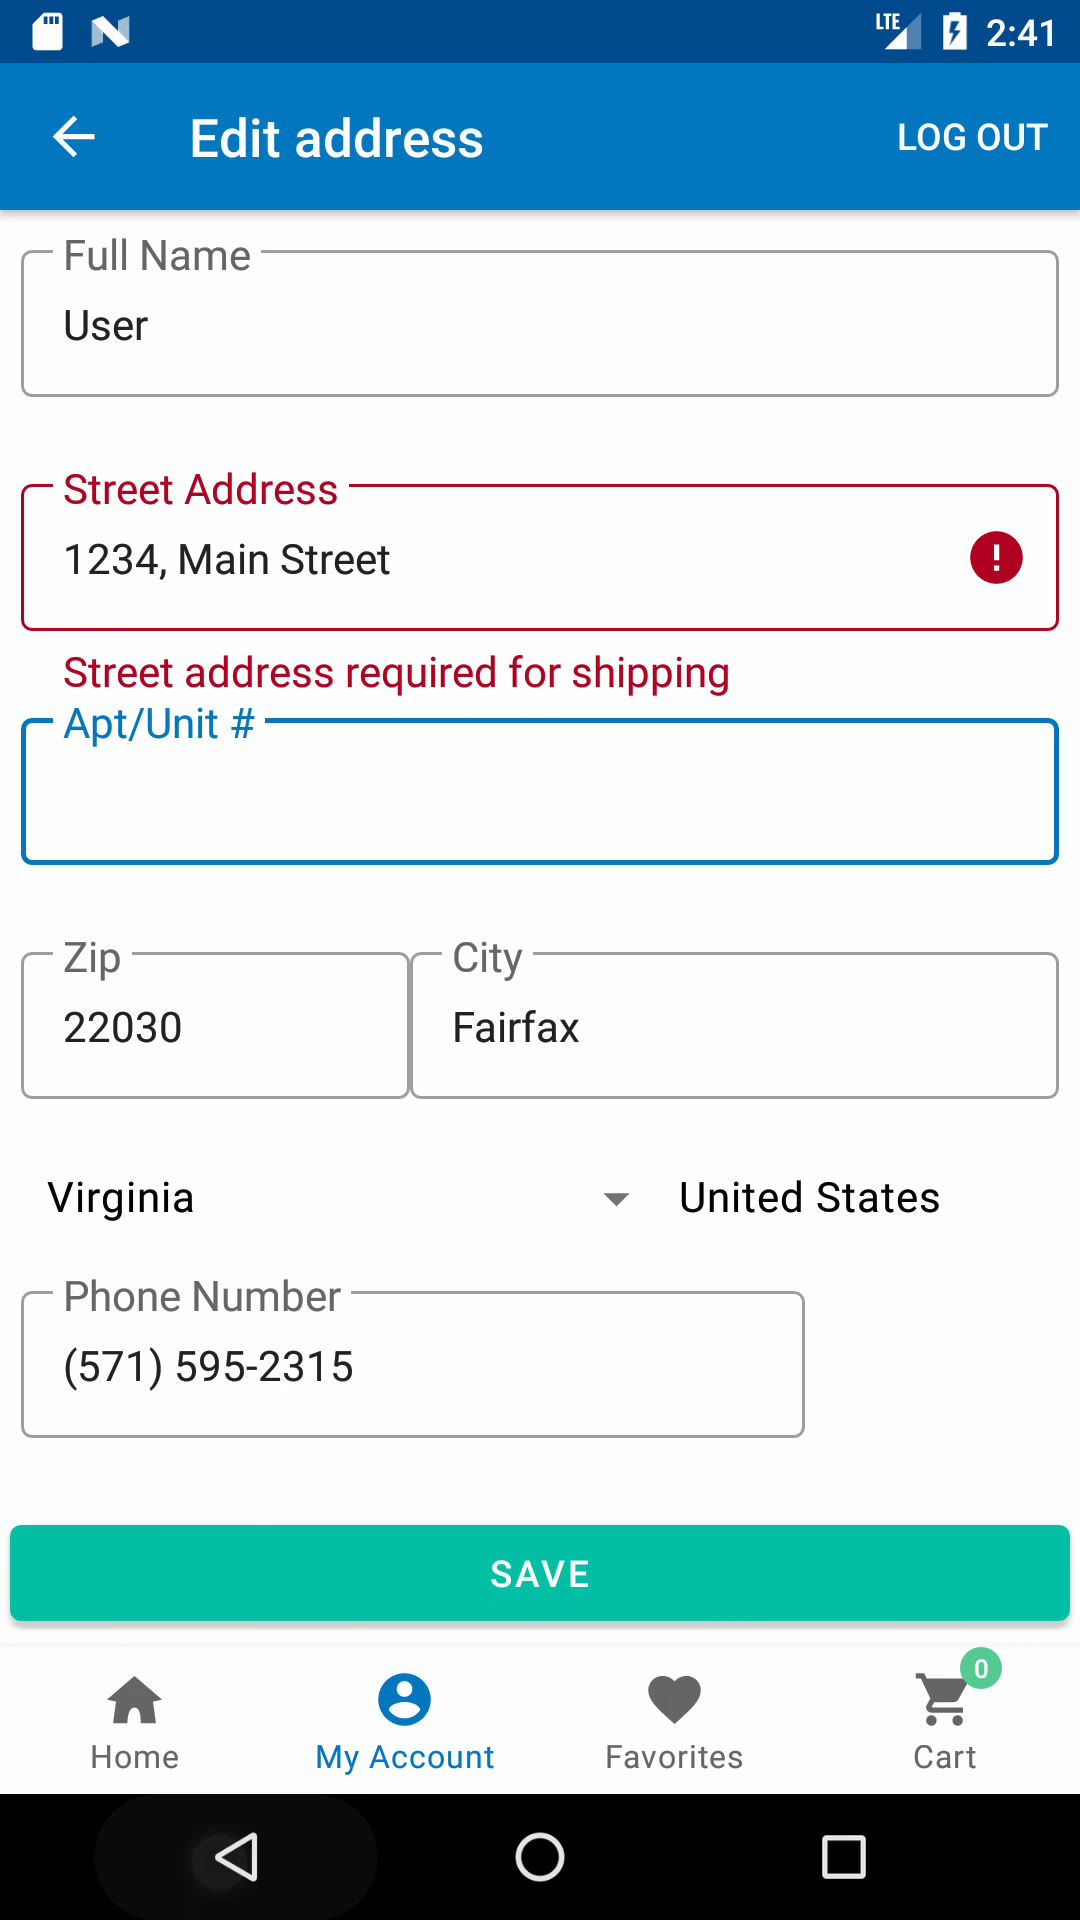 LTE 2:41
Edit address LOG OUT
Full Name
User
Street Address
1234, Main Street
Street address required for shipping
Apt/Unit #
Zip City
22030 Fairfax
Virginia United States
Phone Number
(571) 595-2315
SAVE
0
Home My Account Favorites Cart